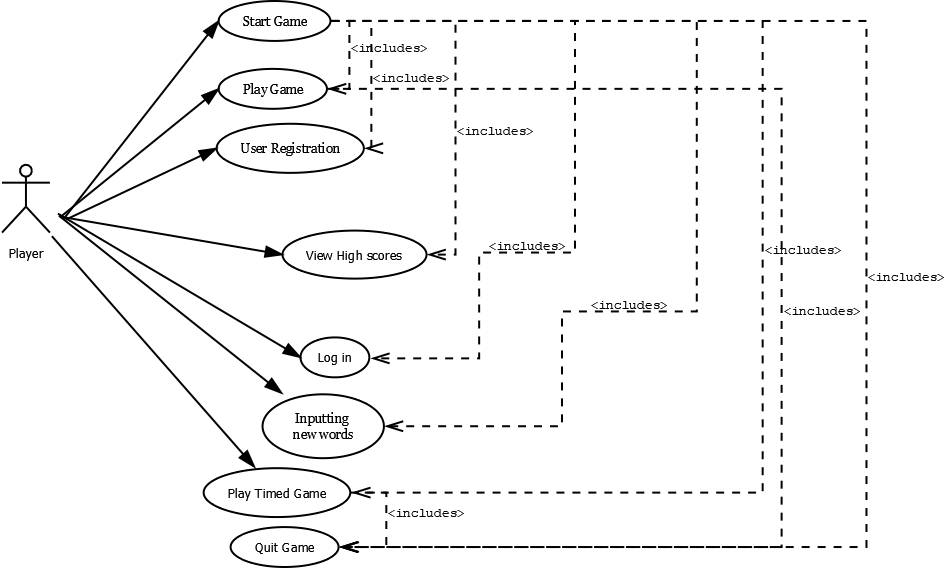 Start Game
<includes>
Play Game
<includes>
<includes>
User Registration
Player
<includes>
<includes>
View High scores
<includes>
<includes>
<includes>
Log in
Inputting
new words
Play Timed Game
<includes>
Quit Game